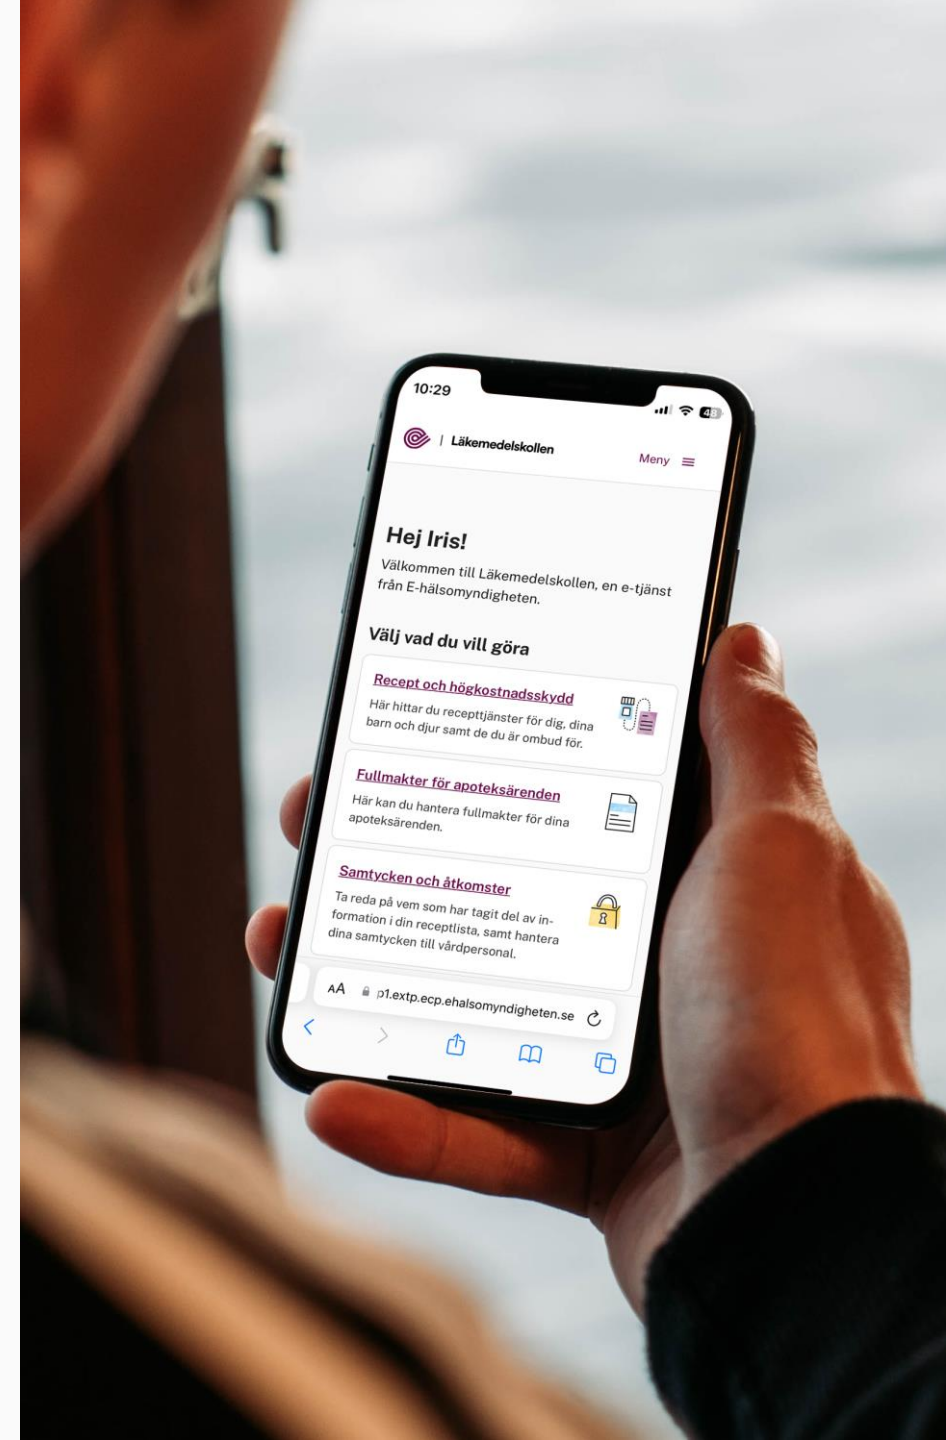 10:29
48
Läkemedelskollen
Meny
Hej Iris!
Välkommen till Läkemedelskollen, en e-tjänst
från E-hälsomyndigheten.
Välj vad du vill göra
Recept och högkostnadsskydd
Här hittar du recepttjänster för dig, dina
barn och djur samt de du är ombud för.
Fullmakter för apoteksärenden
Här kan du hantera fullmakter för dina
apoteksärenden.
Samtycken och åtkomster
Ta reda på vem som har tagit del av in-
formation i din receptlista, samt hantera
dina samtycken till vårdpersonal.
AA p1.extp.ecp.ehalsomyndigheten.se